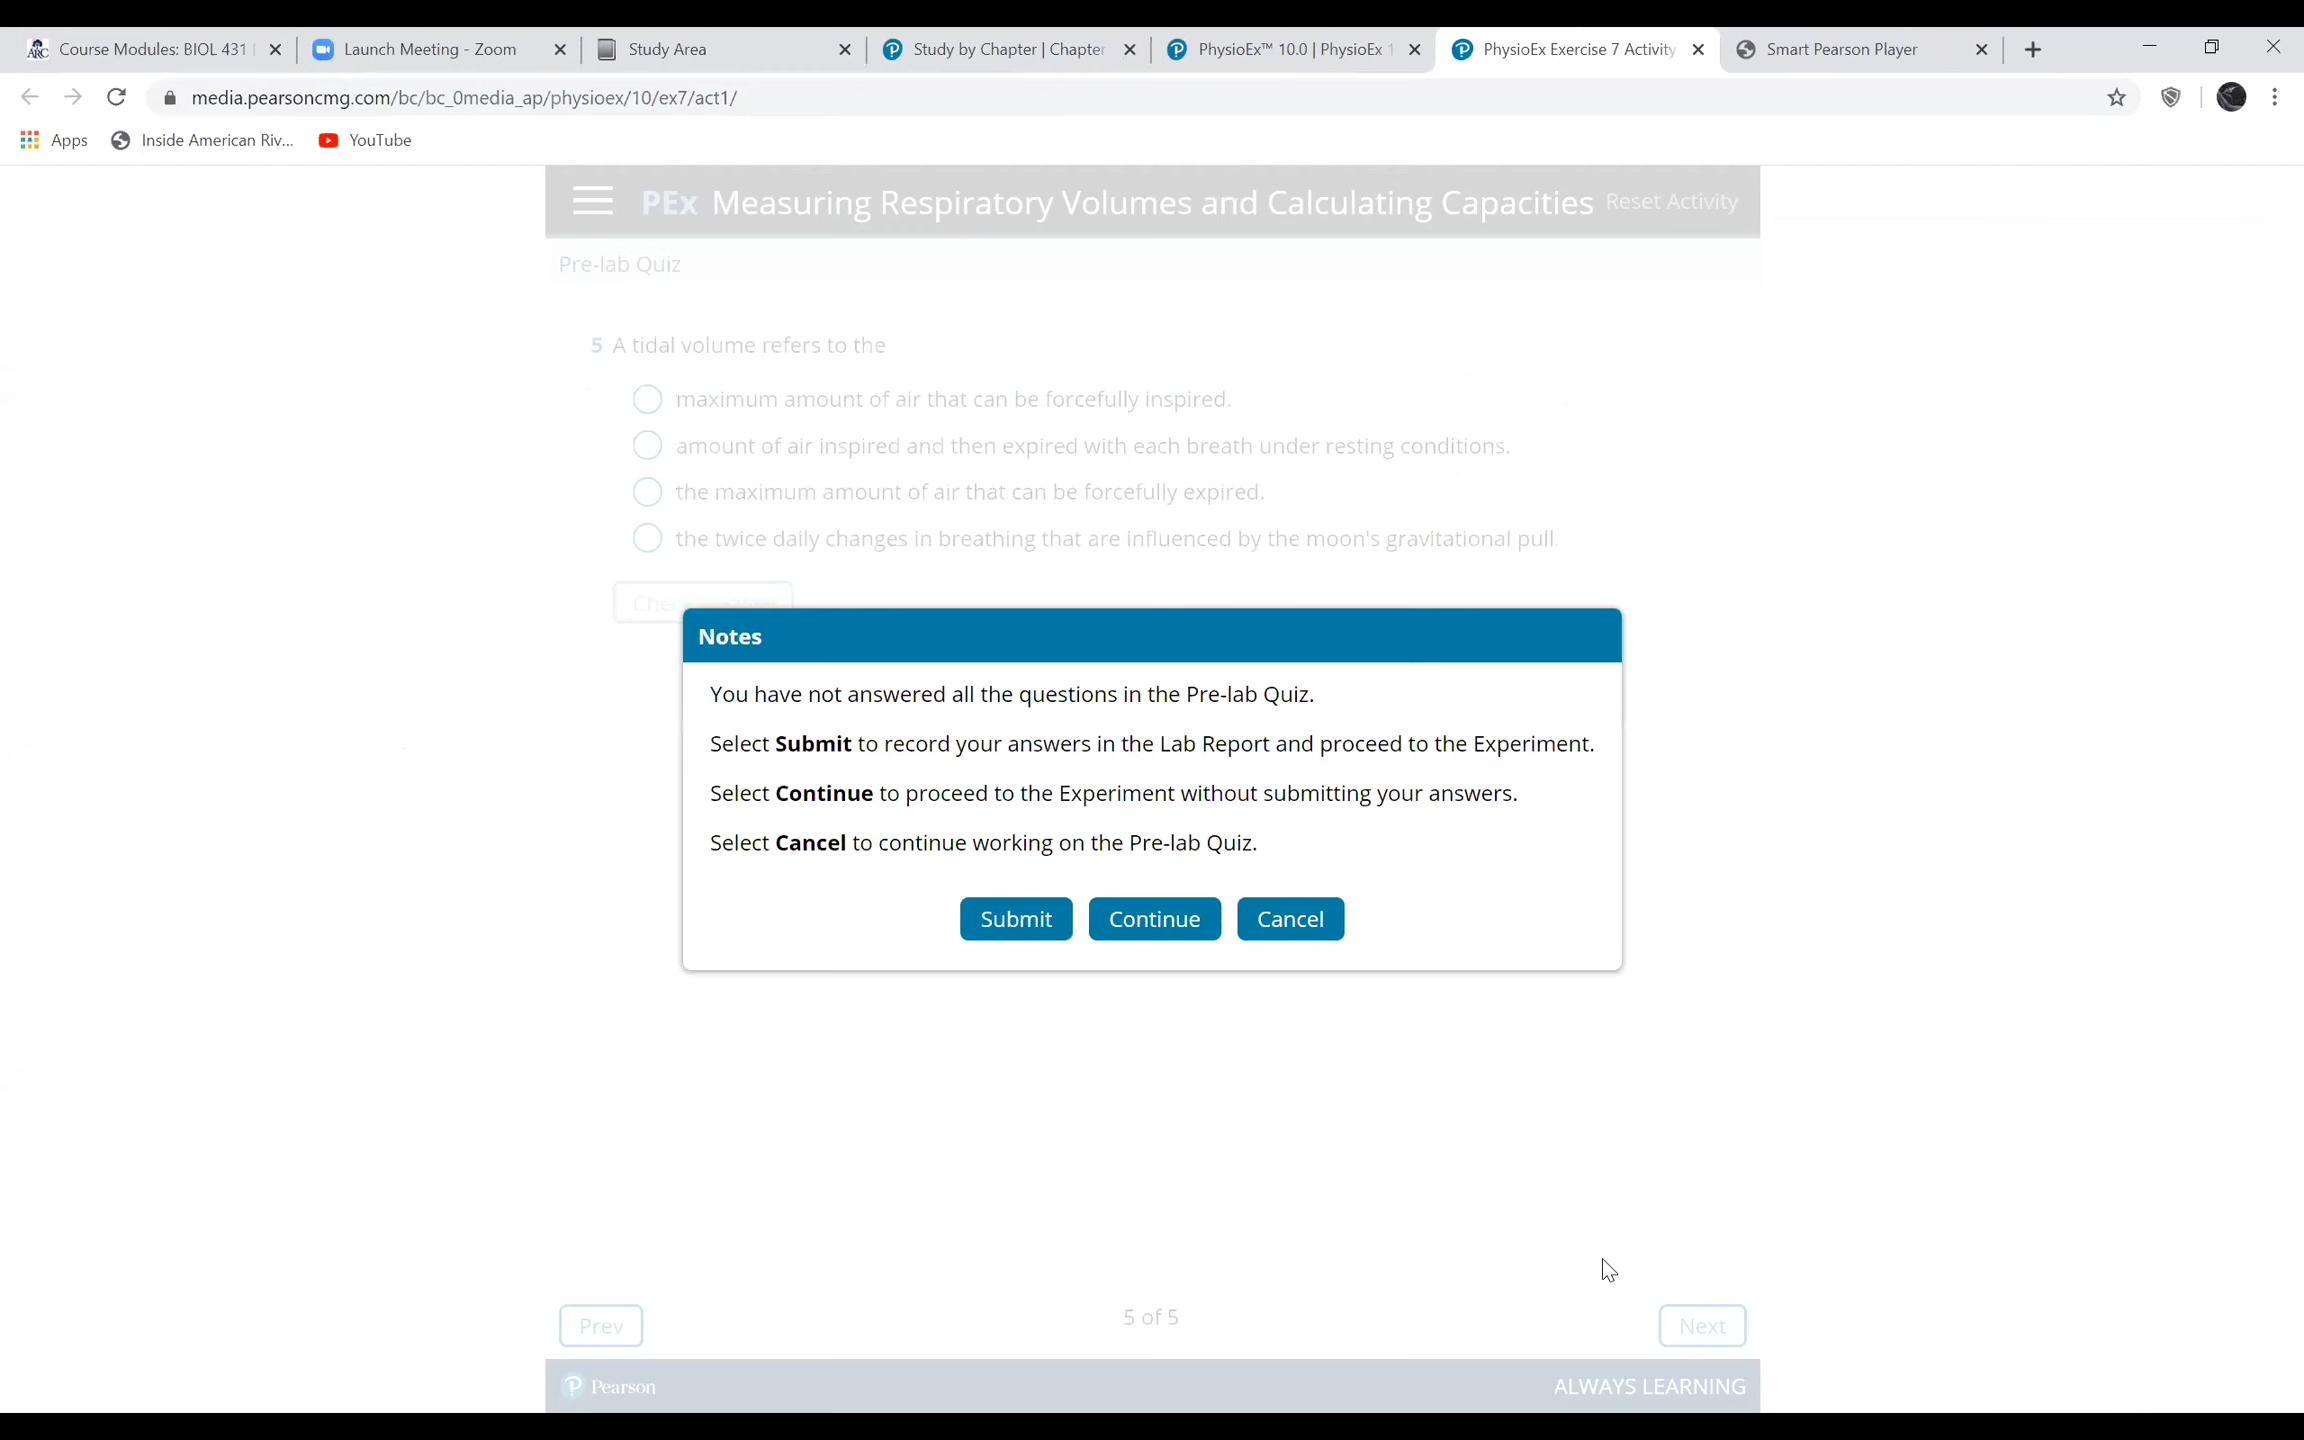 Course Modules: BIOL 431
Launch Meeting - Zoom
Study Area
Study by Chapter | Chapter
PhysioEx™ 10.0 | PhysioEx 1
PhysioEx Exercise 7 Activity
Smart Pearson Player
media.pearsoncmg.com/bc/bc_0media_ap/physioex/10/ex7/act1/
Apps
Inside American Riv...
YouTube
PEx Measuring Respiratory Volumes and Calculating Capacities
Reset Activity
Pre-lab Quiz
5 A tidal volume refers to the
maximum amount of air that can be forcefully inspired.
amount of air inspired and then expired with each breath under resting conditions.
the maximum amount of air that can be forcefully expired.
the twice daily changes in breathing that are influenced by the moon's gravitational pull.
Notes
You have not answered all the questions in the Pre-lab Quiz.
Select Submit to record your answers in the Lab Report and proceed to the Experiment.
Select Continue to proceed to the Experiment without submitting your answers.
Select Cancel to continue working on the Pre-lab Quiz.
Submit
Continue
Cancel
Prev
5 of 5
Next
Pearson
ALWAYS LEARNING